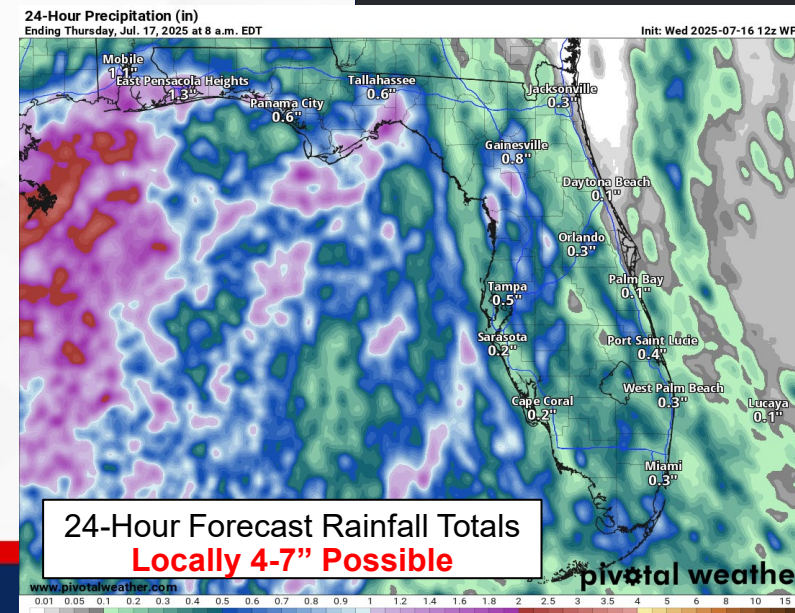 24-Hour Precipitation (in)
Ending Thursday, Jul. 17, 2025 at 8 a.m. EDT
Init: Wed 2025-07-16 12z WP
Mobile
1.1"
East Pensacola Heights
1.3"
Panama City
0.6"
Tallahassee
0.6"
Jacksonville
0.3"
Gainesville
0.8"
Daytona Beach
0.1"
Orlando
0.3"
Palm Bay
0.1"
Tampa
0.5"
Sarasota
0.2"
Port Saint Lucie
0.4"
Cape Coral
0.2"
West Palm Beach
0.3"
Lucaya
0.1"
Miami
0.3"
24-Hour Forecast Rainfall Totals
Locally 4-7” Possible
www.pivotalweather.com
pivotal weathe
0.01 0.05 0.1 0.2 0.3 0.4 0.5 0.6 0.7 0.8 0.9 1 1.2 1.4 1.6 1.8 2 2.5 3 3.5 4 5 6 8 10 15